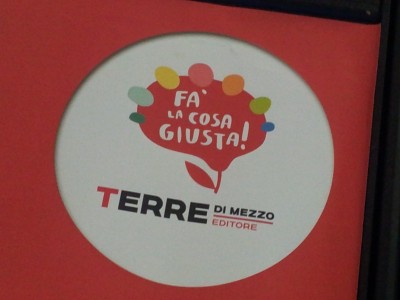 FA'
LA COSA
GIUSTA!
TERRE DI MEZZO
EDITORE